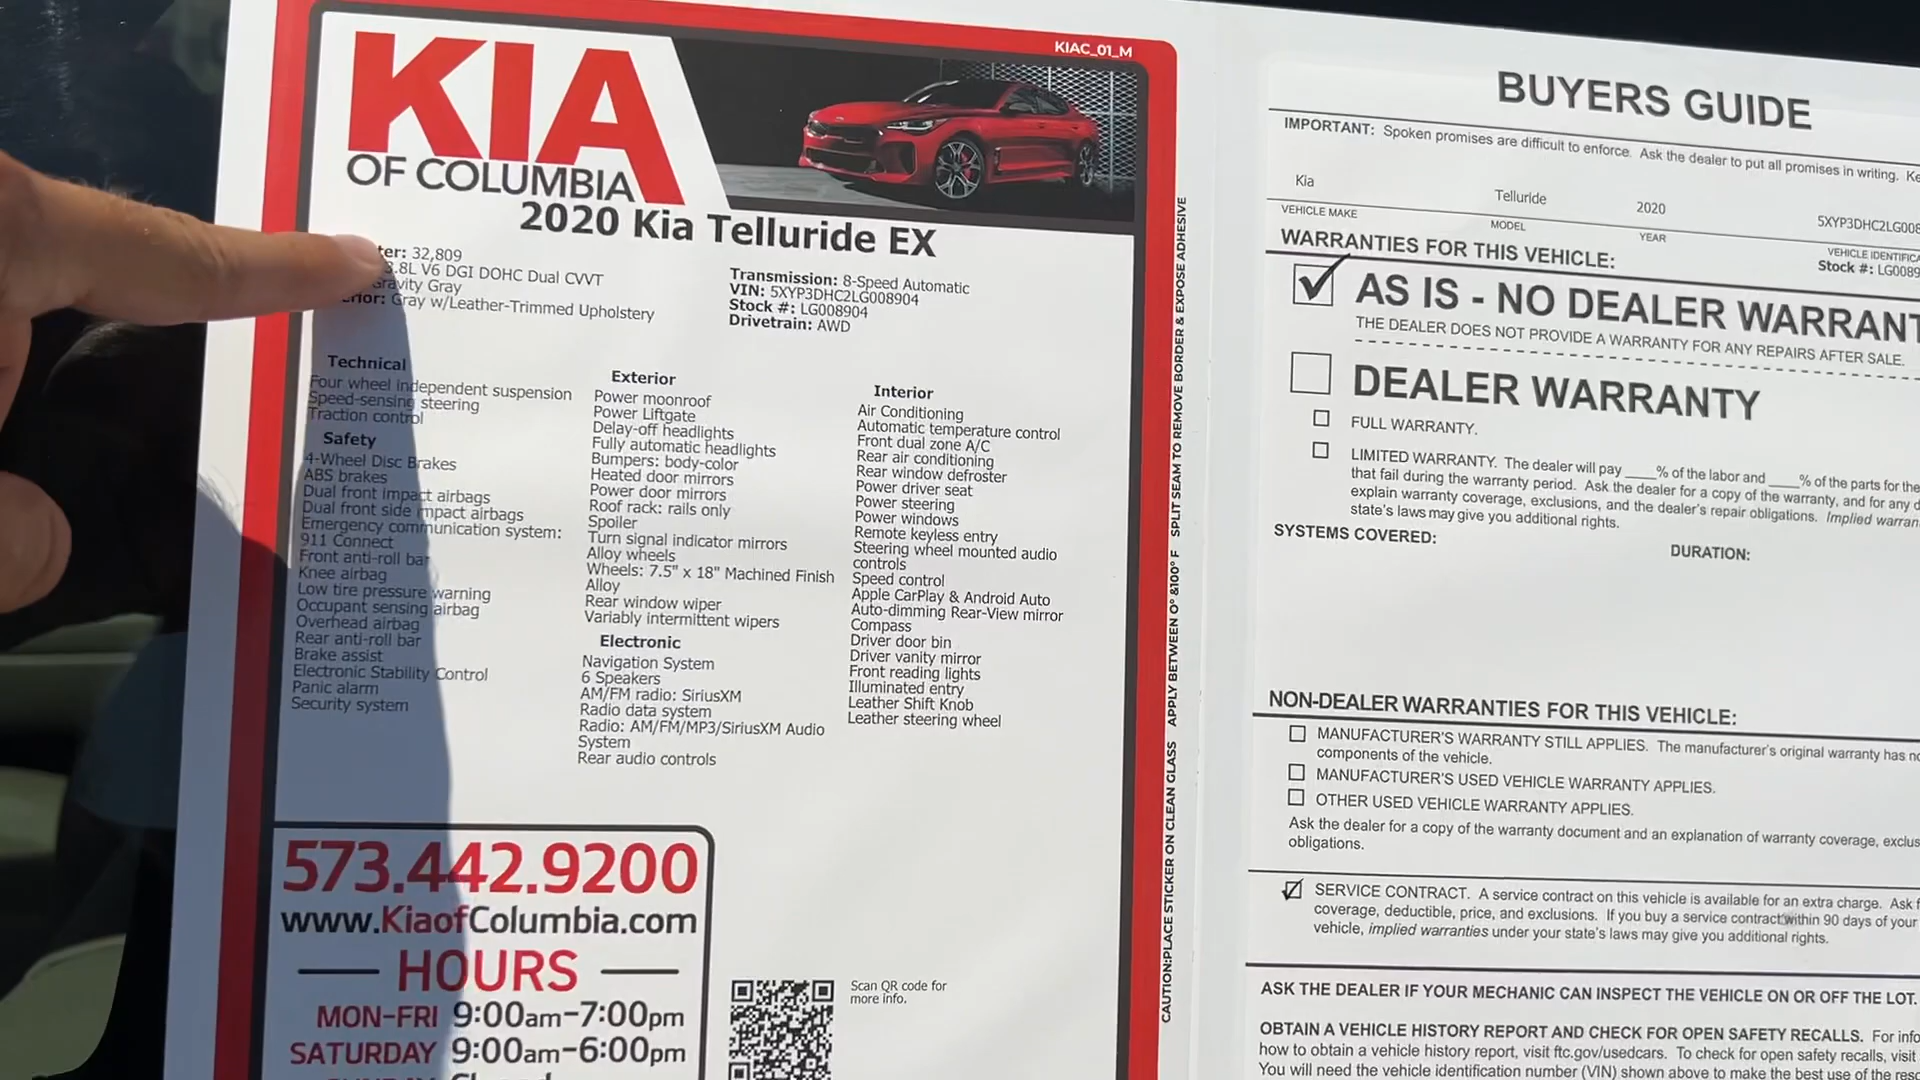 KIAC_01_M
KIA
OF COLUMBIA
2020 Kia Telluride EX
ter: 32,809
3.8L V6 DGI DOHC Dual CVVT
Gravity Gray
rior: Gray w/Leather-Trimmed Upholstery
Transmission: 8-Speed Automatic
VIN: 5XYP3DHC2LG008904
Stock #: LG008904
Drivetrain: AWD
Technical
Four wheel independent suspension
Speed-sensing steering
Traction control
Safety
4-Wheel Disc Brakes
ABS brakes
Dual front impact airbags
Dual front side impact airbags
Emergency communication system:
911 Connect
Front anti-roll bar
Knee airbag
Low tire pressure warning
Occupant sensing airbag
Overhead airbag
Rear anti-roll bar
Brake assist
Electronic Stability Control
Panic alarm
Security system
Exterior
Power moonroof
Power Liftgate
Delay-off headlights
Fully automatic headlights
Bumpers: body-color
Heated door mirrors
Power door mirrors
Roof rack: rails only
Spoiler
Turn signal indicator mirrors
Alloy wheels
Wheels: 7.5" x 18" Machined Finish
Alloy
Rear window wiper
Variably intermittent wipers
Electronic
Navigation System
6 Speakers
AM/FM radio: SiriusXM
Radio data system
Radio: AM/FM/MP3/SiriusXM Audio
System
Rear audio controls
Interior
Air Conditioning
Automatic temperature control
Front dual zone A/C
Rear air conditioning
Rear window defroster
Power driver seat
Power steering
Power windows
Remote keyless entry
Steering wheel mounted audio
controls
Speed control
Apple CarPlay & Android Auto
Auto-dimming Rear-View mirror
Compass
Driver door bin
Driver vanity mirror
Front reading lights
Illuminated entry
Leather Shift Knob
Leather steering wheel
573.442.9200
www.KiaofColumbia.com
HOURS
MON-FRI 9:00am-7:00pm
SATURDAY 9:00am-6:00pm
Scan QR code for
more info.
CAUTION:PLACE STICKER ON CLEAN GLASS APPLY BETWEEN O° &100° F SPLIT SEAM TO REMOVE BORDER & EXPOSE ADHESIVE
BUYERS GUIDE
IMPORTANT: Spoken promises are difficult to enforce. Ask the dealer to put all promises in writing. Ke
Kia Telluride 2020 5XYP3DHC2LG008
VEHICLE MAKE MODEL YEAR VEHICLE IDENTIFICA
WARRANTIES FOR THIS VEHICLE:
Stock #: LG0089
AS IS - NO DEALER WARRANT
THE DEALER DOES NOT PROVIDE A WARRANTY FOR ANY REPAIRS AFTER SALE.
DEALER WARRANTY
FULL WARRANTY.
LIMITED WARRANTY. The dealer will pay ____% of the labor and ____% of the parts for the
that fail during the warranty period. Ask the dealer for a copy of the warranty, and for any d
explain warranty coverage, exclusions, and the dealer's repair obligations. Implied warran
state's laws may give you additional rights.
SYSTEMS COVERED:
DURATION:
NON-DEALER WARRANTIES FOR THIS VEHICLE:
MANUFACTURER'S WARRANTY STILL APPLIES. The manufacturer's original warranty has no
components of the vehicle.
MANUFACTURER'S USED VEHICLE WARRANTY APPLIES.
OTHER USED VEHICLE WARRANTY APPLIES.
Ask the dealer for a copy of the warranty document and an explanation of warranty coverage, exclus
obligations.
SERVICE CONTRACT. A service contract on this vehicle is available for an extra charge. Ask f
coverage, deductible, price, and exclusions. If you buy a service contract within 90 days of your
vehicle, implied warranties under your state's laws may give you additional rights.
ASK THE DEALER IF YOUR MECHANIC CAN INSPECT THE VEHICLE ON OR OFF THE LOT.
OBTAIN A VEHICLE HISTORY REPORT AND CHECK FOR OPEN SAFETY RECALLS. For info
how to obtain a vehicle history report, visit ftc.gov/usedcars. To check for open safety recalls, visit
You will need the vehicle identification number (VIN) shown above to make the best use of the reso